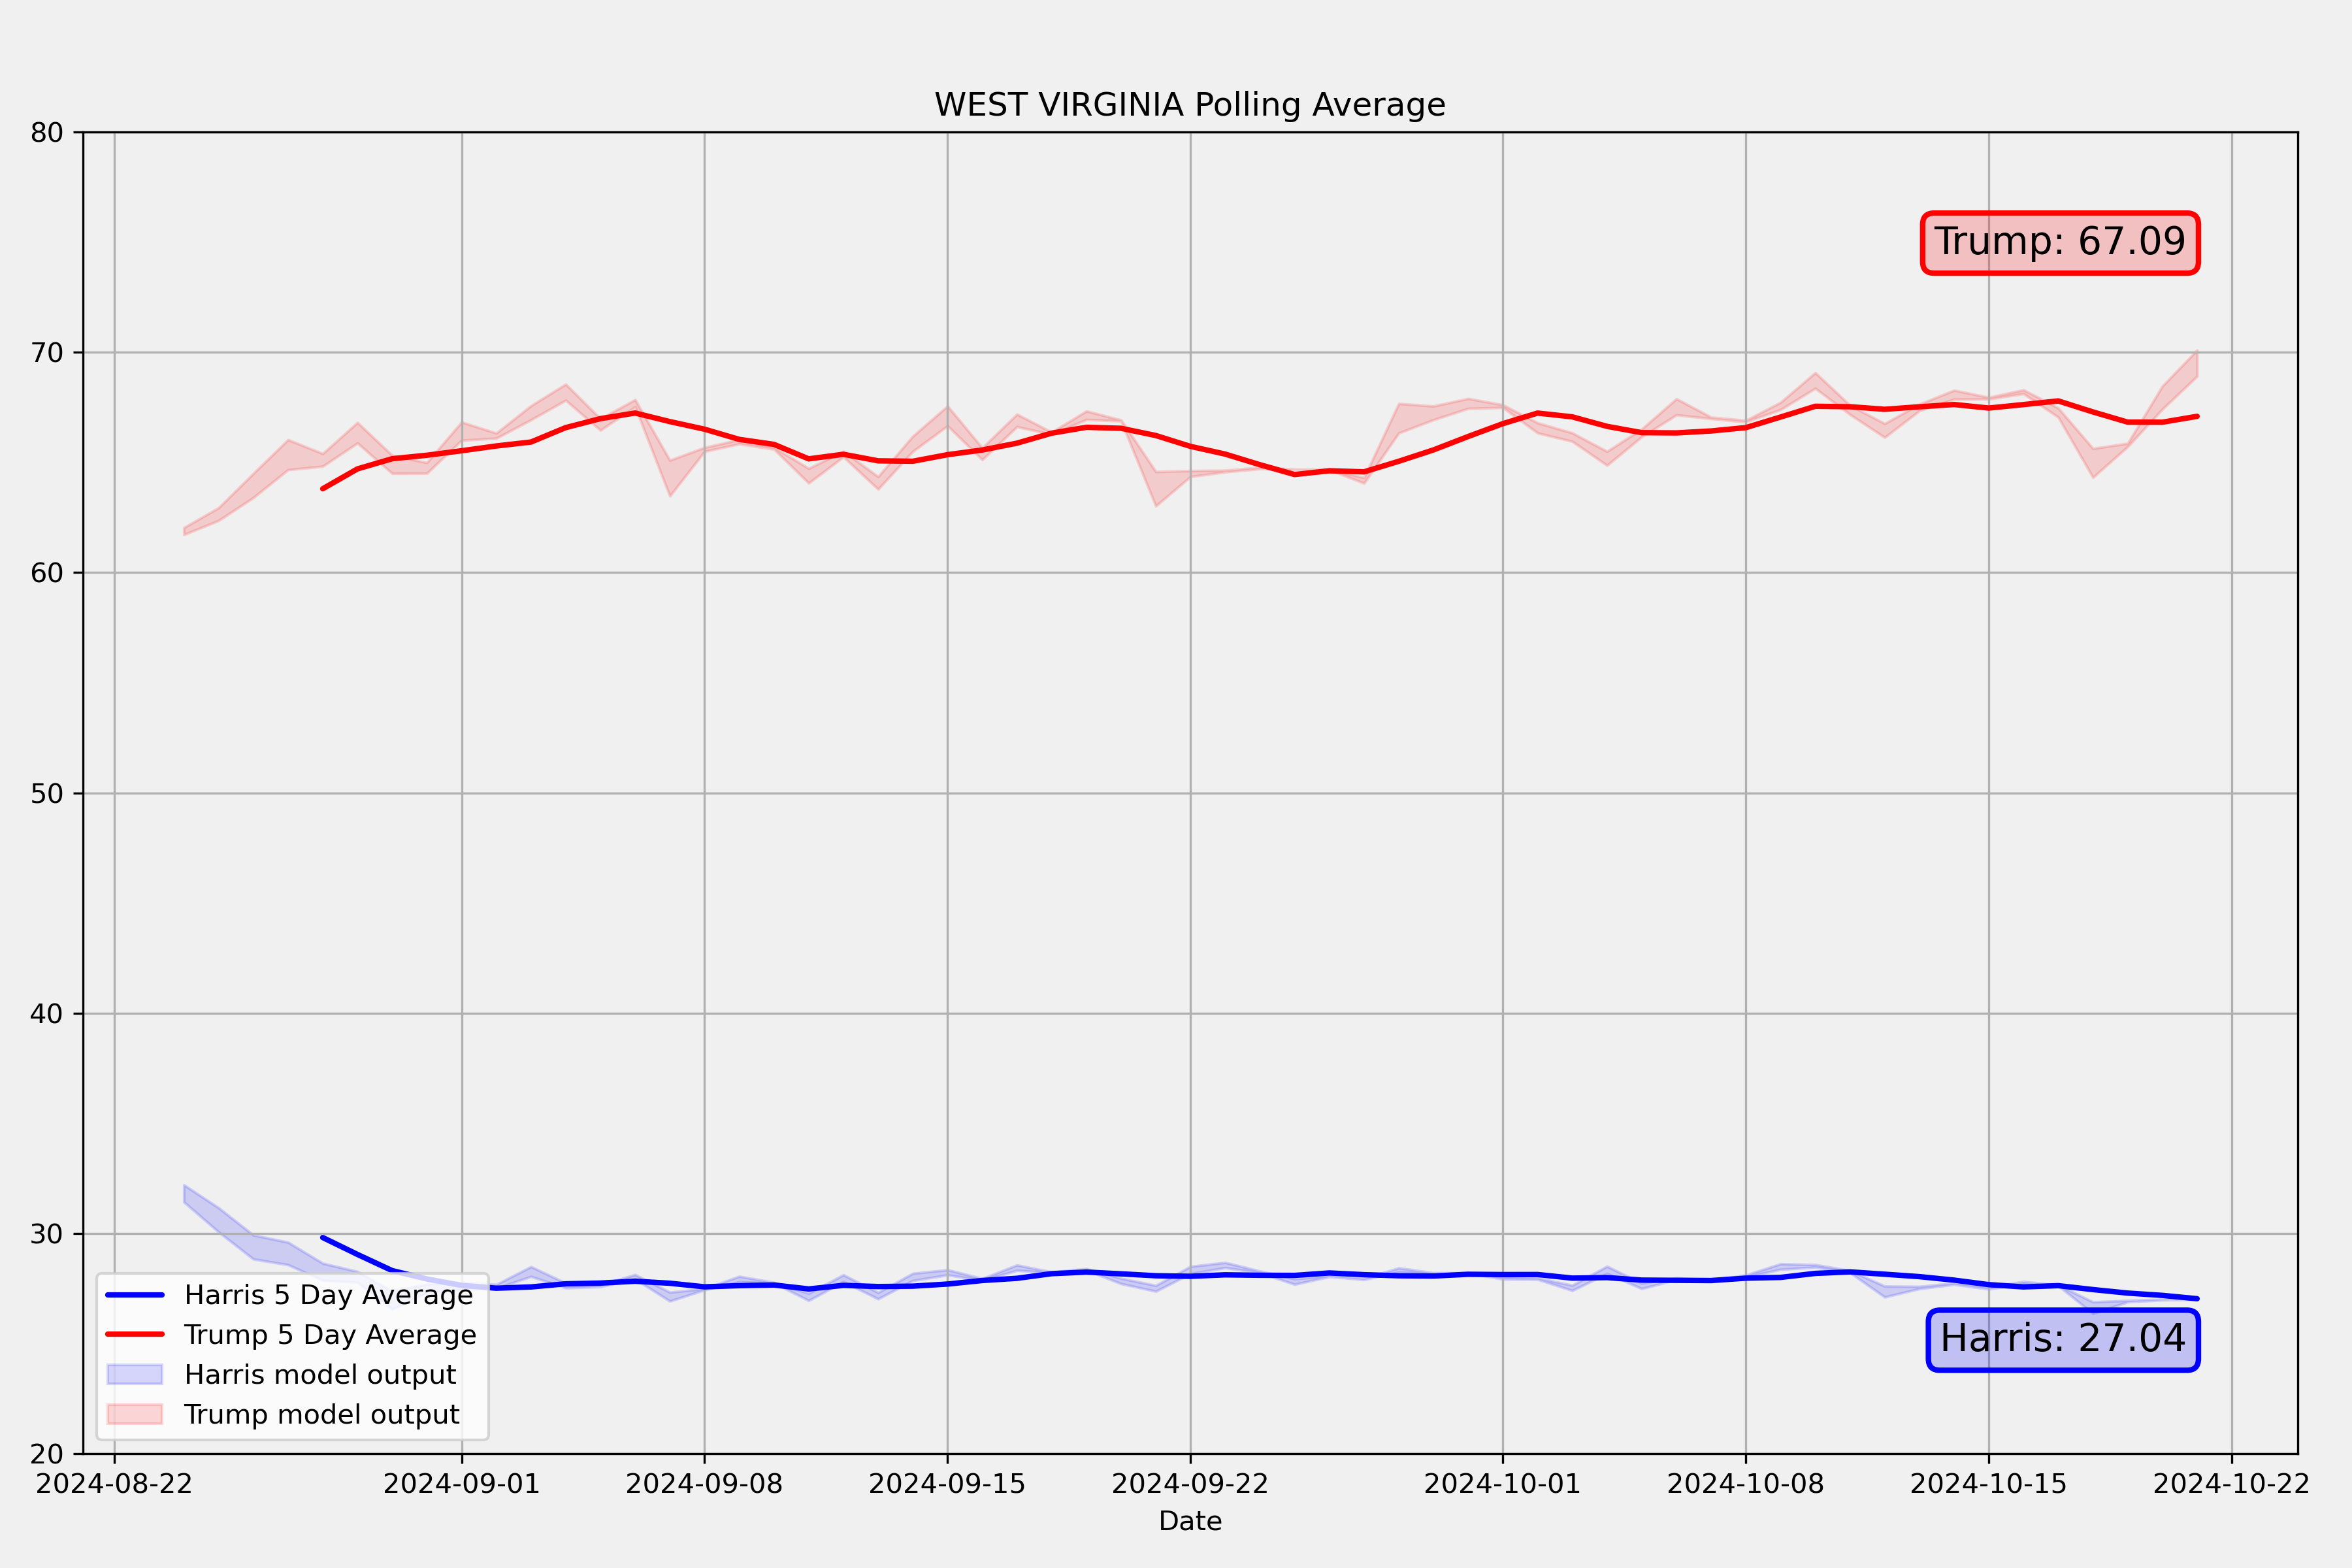 WEST VIRGINIA Polling Average
80
70
60
50
40
30
20
Trump: 67.09
Harris: 27.04
Harris 5 Day Average
Trump 5 Day Average
Harris model output
Trump model output
2024-08-22 2024-09-01 2024-09-08 2024-09-15 2024-09-22 2024-10-01 2024-10-08 2024-10-15 2024-10-22
Date